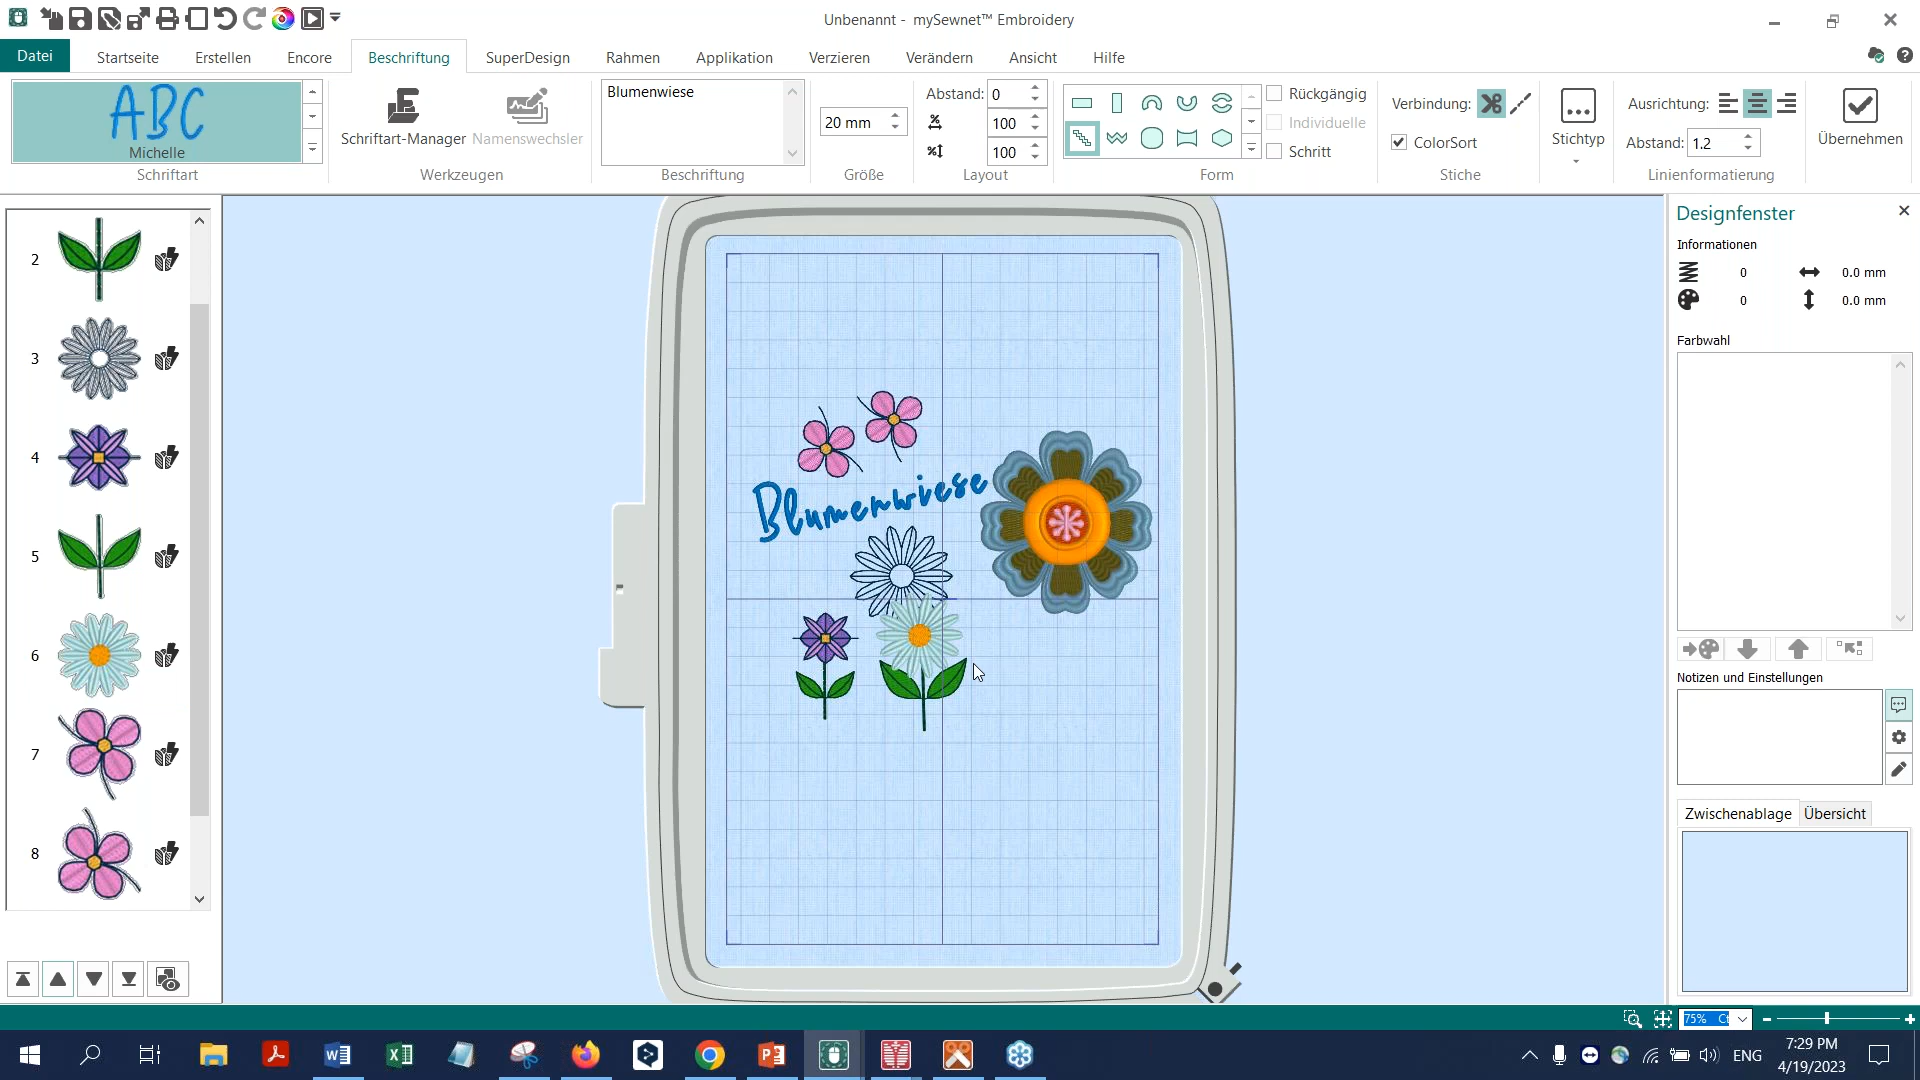 Unbenannt - mySewnet™ Embroidery
Datei Startseite Erstellen Encore Beschriftung SuperDesign Rahmen Applikation Verzieren Verändern Ansicht Hilfe
ABC
Michelle
Schriftart
Schriftart-Manager
Namenswechsler
Werkzeugen
Blumenwiese
Beschriftung
20 mm
Größe
Abstand: 0
100
100
Layout
Rückgängig
Individuelle
Schritt
Form
Verbindung:
ColorSort
Stiche
Stichtyp
Ausrichtung:
Abstand: 1.2
Linienformatierung
Übernehmen
2
3
4
5
6
7
8
Blumenwiese
Designfenster
Informationen
0 0.0 mm
0 0.0 mm
Farbwahl
Notizen und Einstellungen
Zwischenablage Übersicht
75%
ENG
7:29 PM
4/19/2023